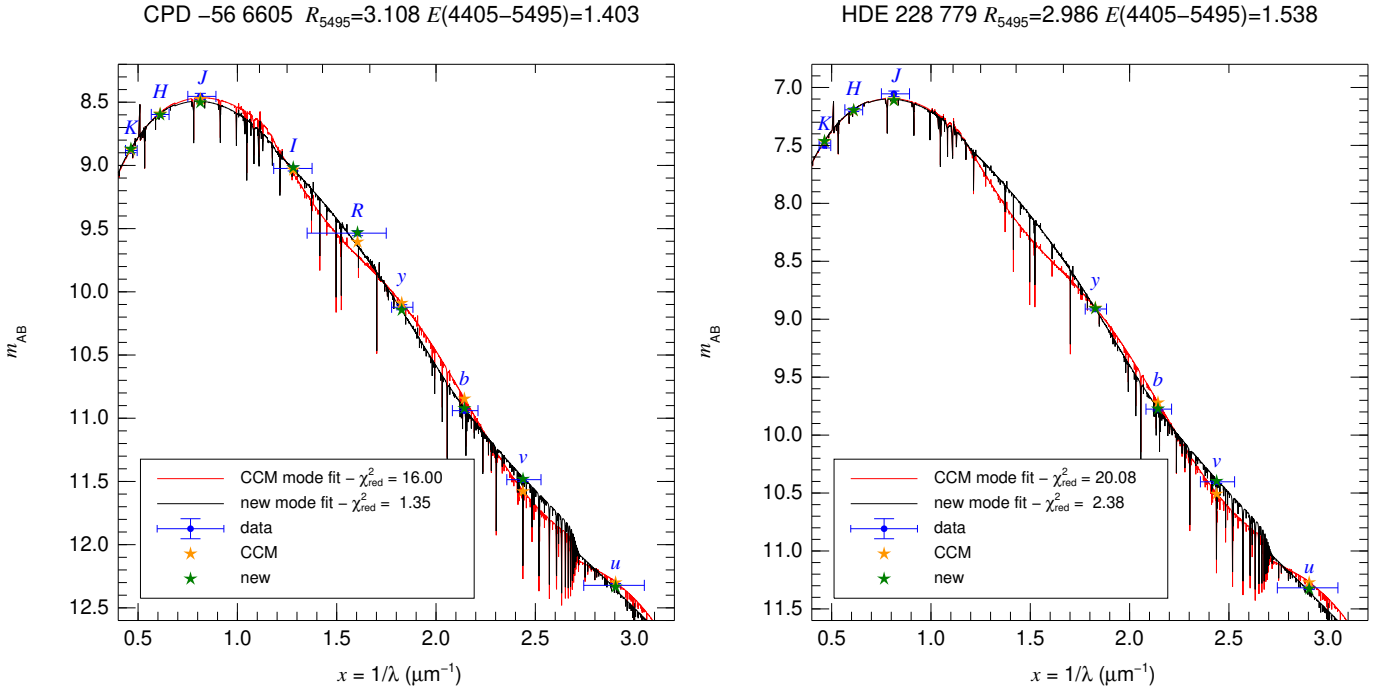 CPD −56 6605 R5495=3.108 E(4405−5495)=1.403
K H J I R y b v u
8.5
9.0
9.5
10.0
10.5
11.0
11.5
12.0
12.5
mAB
CCM mode fit − χ²red = 16.00
new mode fit − χ²red = 1.35
data
CCM
new
0.5 1.0 1.5 2.0 2.5 3.0
x = 1/λ (μm⁻¹)
HDE 228 779 R5495=2.986 E(4405−5495)=1.538
K H J y b v u
7.0
7.5
8.0
8.5
9.0
9.5
10.0
10.5
11.0
11.5
mAB
CCM mode fit − χ²red = 20.08
new mode fit − χ²red = 2.38
data
CCM
new
0.5 1.0 1.5 2.0 2.5 3.0
x = 1/λ (μm⁻¹)